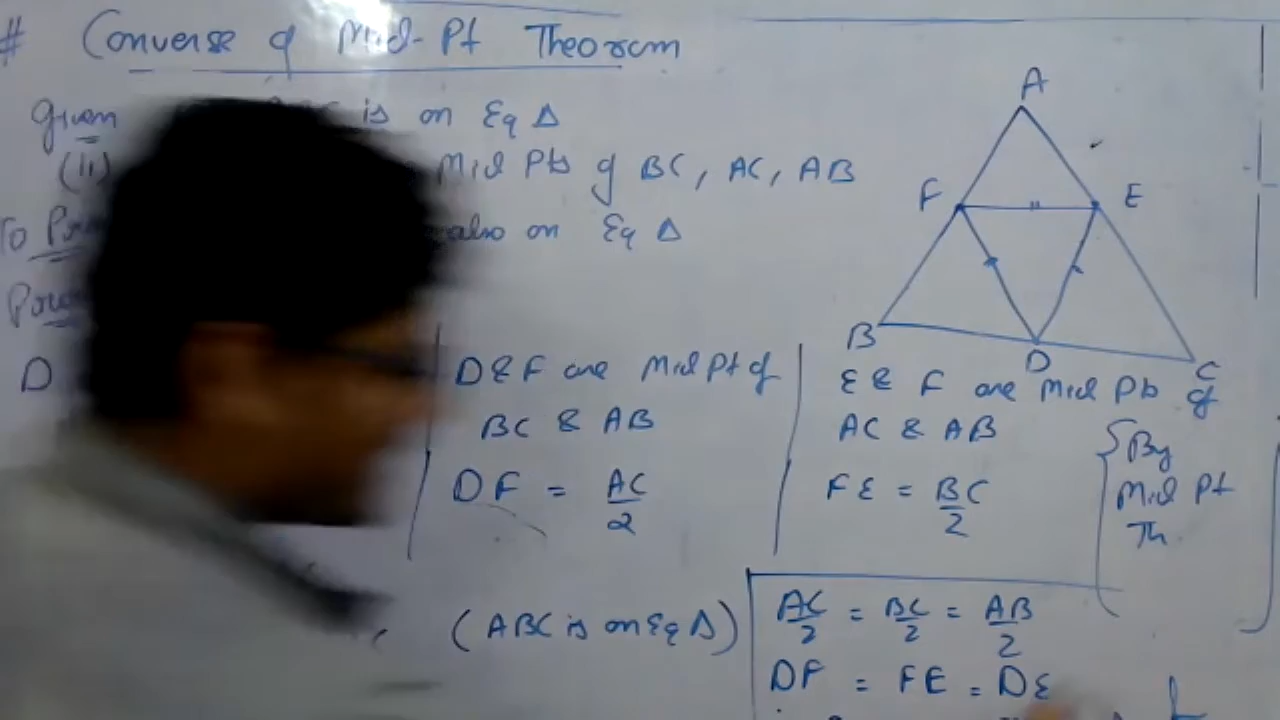 # Converse of Mid-Pt Theorem
Given is an Eq Δ
(ii) Mid Pts of BC, AC, AB
To also an Eq Δ
A
F E
B D C
D
D & F are Mid Pt of
BC & AB
DF = AC/2
E & F are Mid Pts of
AC & AB
FE = BC/2
{ By
Mid Pt
Th.
(ABC is an Eq Δ)
AC/2 = BC/2 = AB/2
DF = FE = DE